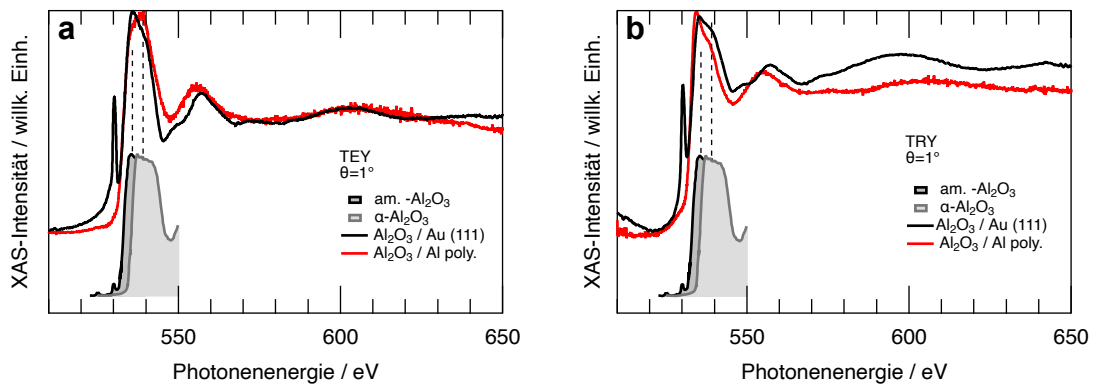 a
XAS-Intensität / willk. Einh.
TEY
θ=1°
am. -Al₂O₃
α-Al₂O₃
Al₂O₃ / Au (111)
Al₂O₃ / Al poly.
550
600
650
Photonenenergie / eV
b
XAS-Intensität / willk. Einh.
TRY
θ=1°
am. -Al₂O₃
α-Al₂O₃
Al₂O₃ / Au (111)
Al₂O₃ / Al poly.
550
600
650
Photonenenergie / eV